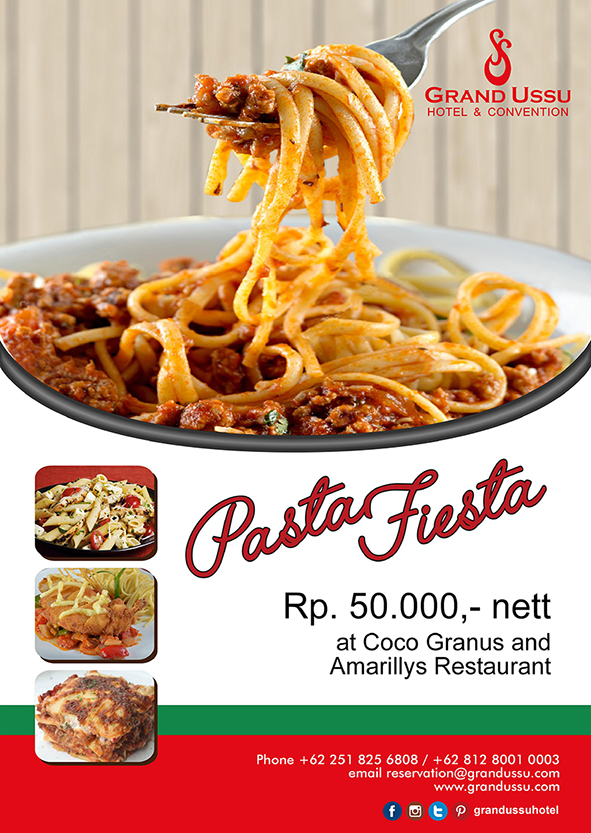 GRAND USSU
HOTEL & CONVENTION
Pasta Fiesta
Rp. 50.000,- nett
at Coco Granus and
Amarillys Restaurant
Phone +62 251 825 6808 / +62 812 8001 0003
email reservation@grandussu.com
www.grandussu.com
grandussuhotel